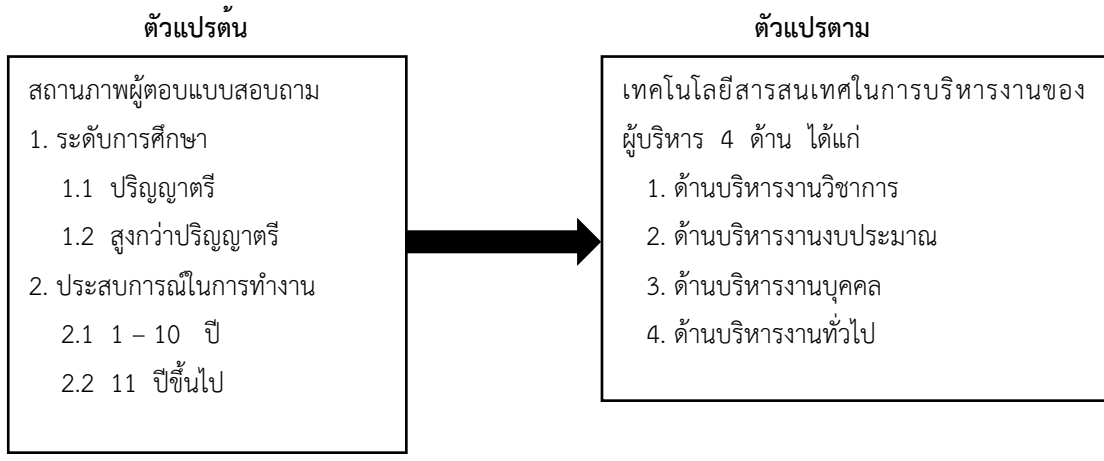 ตัวแปรต้น
สถานภาพผู้ตอบแบบสอบถาม
1. ระดับการศึกษา
1.1 ปริญญาตรี
1.2 สูงกว่าปริญญาตรี
2. ประสบการณ์ในการทำงาน
2.1 1 – 10 ปี
2.2 11 ปีขึ้นไป
ตัวแปรตาม
เทคโนโลยีสารสนเทศในการบริหารงานของ
ผู้บริหาร 4 ด้าน ได้แก่
1. ด้านบริหารงานวิชาการ
2. ด้านบริหารงานงบประมาณ
3. ด้านบริหารงานบุคคล
4. ด้านบริหารงานทั่วไป